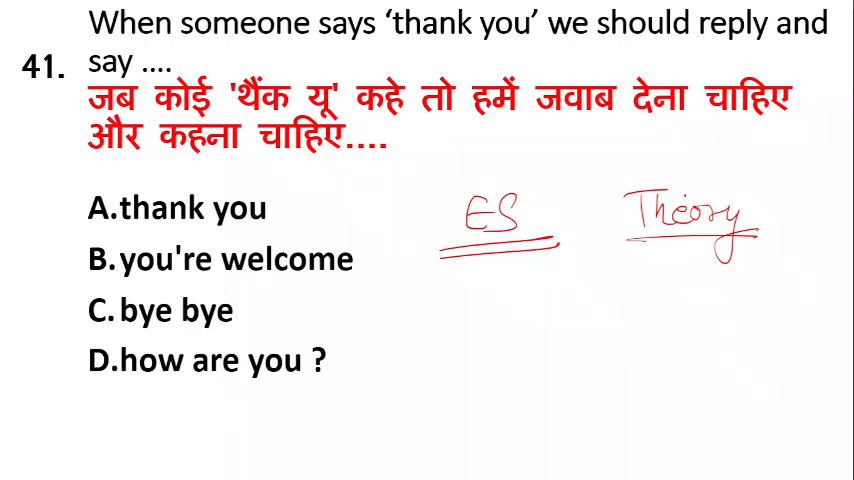 When someone says ‘thank you’ we should reply and
41. say ....
जब कोई 'थैंक यू' कहे तो हमें जवाब देना चाहिए
और कहना चाहिए....
A.thank you
B.you're welcome
C.bye bye
D.how are you ?
ES
Theory